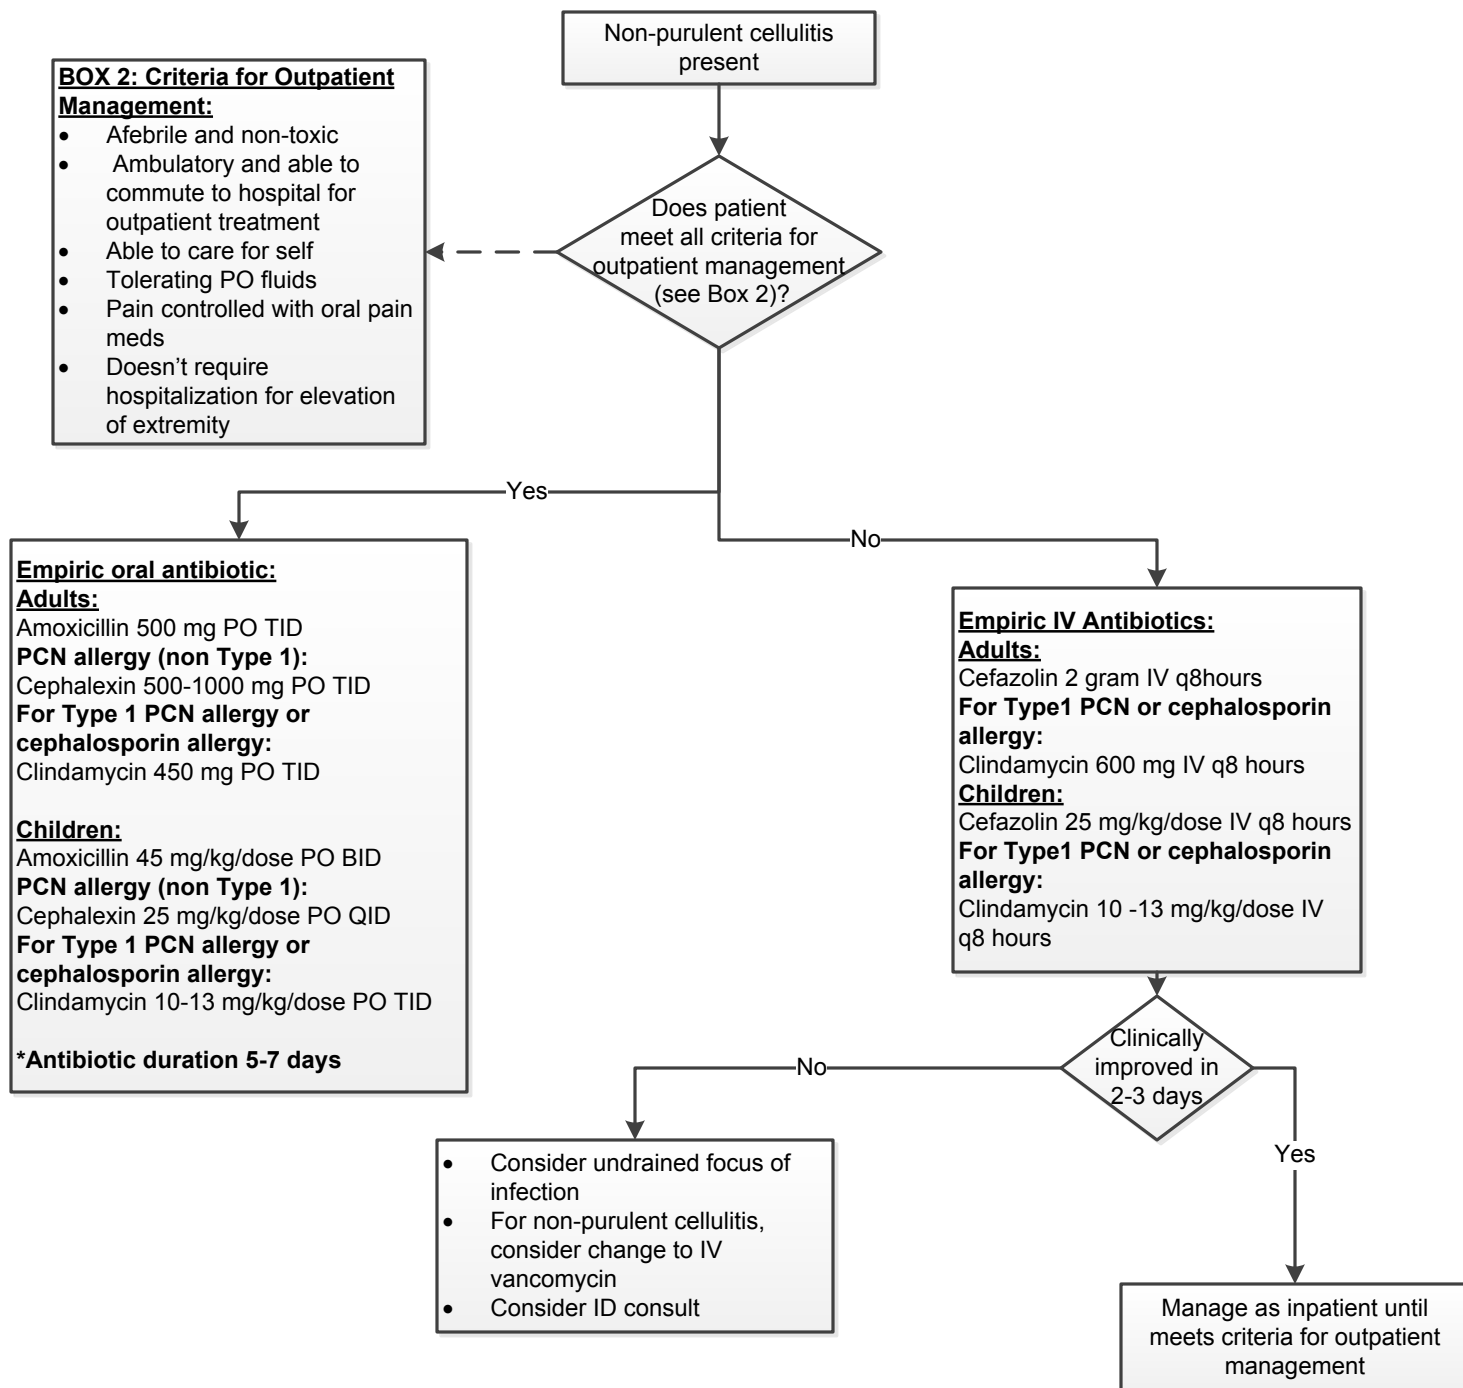 Non-purulent cellulitis
present
BOX 2: Criteria for Outpatient
Management:
• Afebrile and non-toxic
• Ambulatory and able to
commute to hospital for
outpatient treatment
• Able to care for self
• Tolerating PO fluids
• Pain controlled with oral pain
meds
• Doesn't require
hospitalization for elevation
of extremity
Does patient
meet all criteria for
outpatient management
(see Box 2)?
Yes
No
Empiric oral antibiotic:
Adults:
Amoxicillin 500 mg PO TID
PCN allergy (non Type 1):
Cephalexin 500-1000 mg PO TID
For Type 1 PCN allergy or
cephalosporin allergy:
Clindamycin 450 mg PO TID
Children:
Amoxicillin 45 mg/kg/dose PO BID
PCN allergy (non Type 1):
Cephalexin 25 mg/kg/dose PO QID
For Type 1 PCN allergy or
cephalosporin allergy:
Clindamycin 10-13 mg/kg/dose PO TID
*Antibiotic duration 5-7 days
Empiric IV Antibiotics:
Adults:
Cefazolin 2 gram IV q8hours
For Type1 PCN or cephalosporin
allergy:
Clindamycin 600 mg IV q8 hours
Children:
Cefazolin 25 mg/kg/dose IV q8 hours
For Type1 PCN or cephalosporin
allergy:
Clindamycin 10 -13 mg/kg/dose IV
q8 hours
Clinically
improved in
2-3 days
No
Yes
• Consider undrained focus of
infection
• For non-purulent cellulitis,
consider change to IV
vancomycin
• Consider ID consult
Manage as inpatient until
meets criteria for outpatient
management